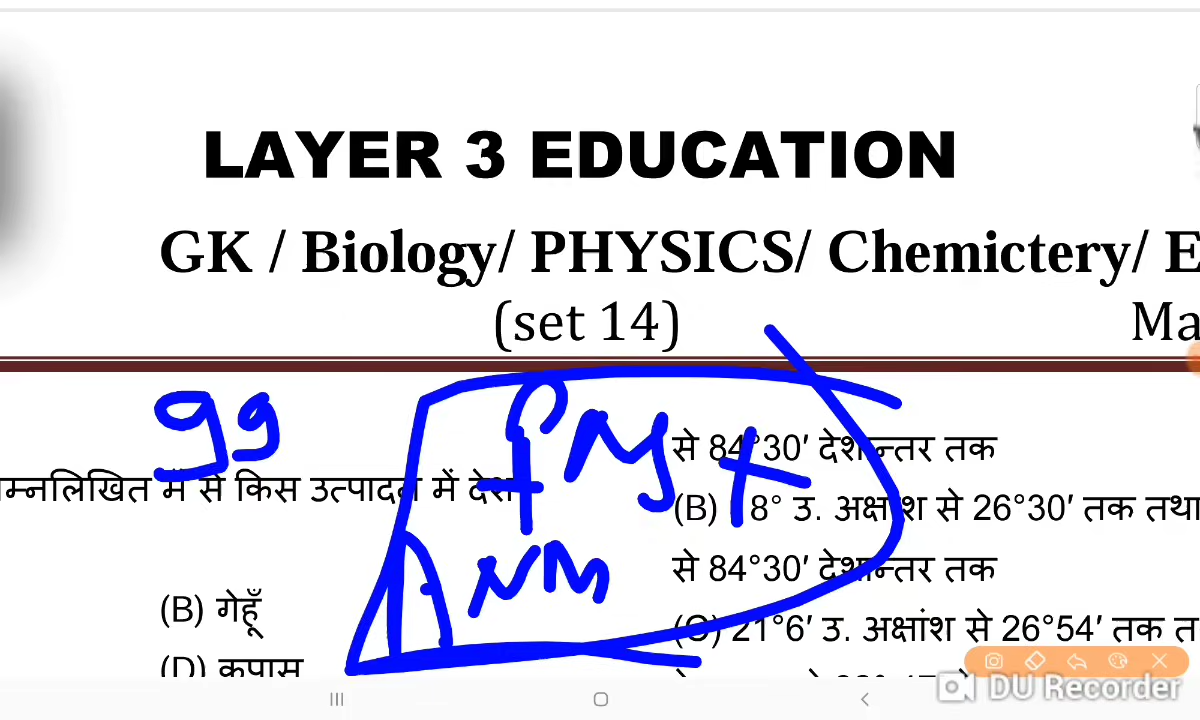 LAYER 3 EDUCATION
GK / Biology/ PHYSICS/ Chemictery/ E
(set 14)
Ma
99
म्नलिखित में से किस उत्पादन में देश
(B) गेहूँ
(D) कपास
से 84°30′ देशान्तर तक
(B) 8° उ. अक्षांश से 26°30′ तक तथा
से 84°30′ देशान्तर तक
21°6′ उ. अक्षांश से 26°54′ तक त
DU Recorder